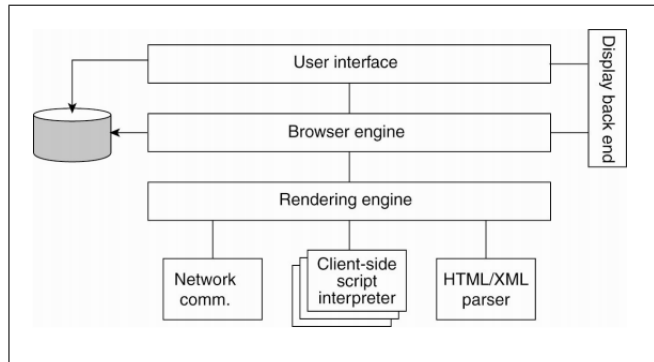 User interface
Display back end
Browser engine
Rendering engine
Network
comm.
Client-side
script
interpreter
HTML/XML
parser